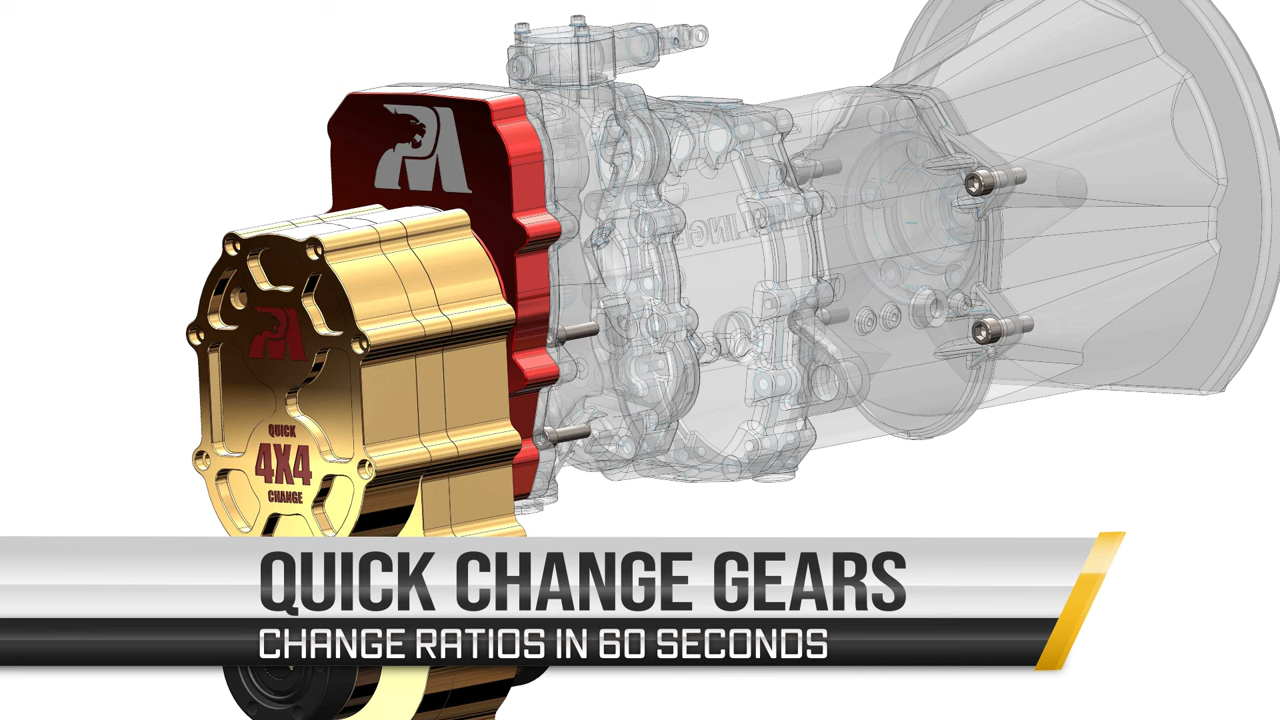 QUICK
4X4
CHANGE
QUICK CHANGE GEARS
CHANGE RATIOS IN 60 SECONDS